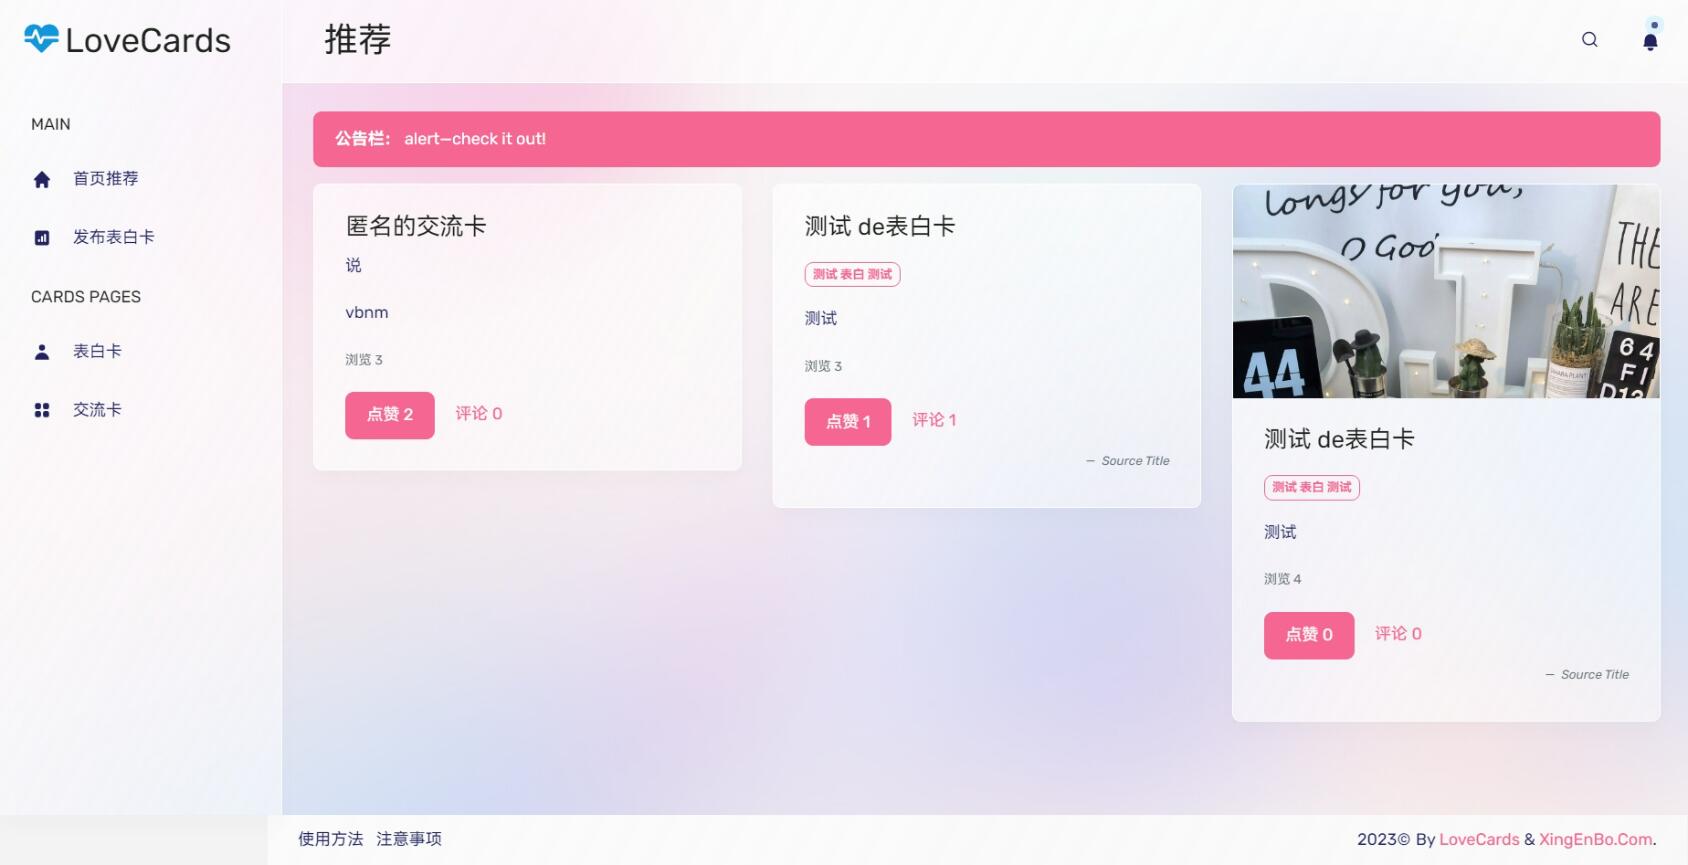 LoveCards
推荐
MAIN
首页推荐
发布表白卡
CARDS PAGES
表白卡
交流卡
公告栏： alert—check it out!
匿名的交流卡
说
vbnm
浏览 3
点赞 2 评论 0
测试 de表白卡
测试 表白 测试
测试
浏览 3
点赞 1 评论 1
— Source Title
longs for you,
O God
THE
ARE
D
44
64
FI
D13
测试 de表白卡
测试 表白 测试
测试
浏览 4
点赞 0 评论 0
— Source Title
使用方法 注意事项
2023© By LoveCards & XingEnBo.Com.